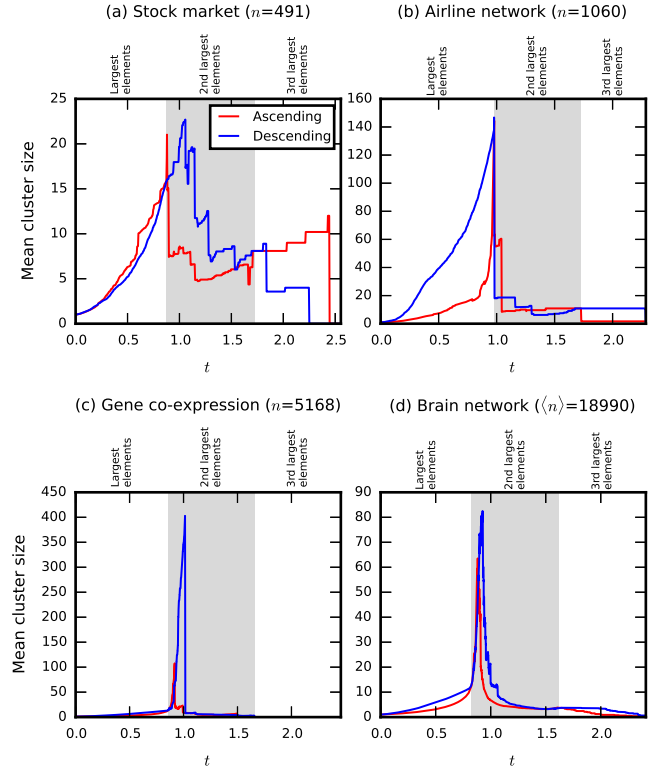 (a) Stock market (n=491)
Largest
elements
2nd largest
elements
3rd largest
elements
Ascending
Descending
Mean cluster size
25
20
15
10
5
0
0.0 0.5 1.0 1.5 2.0 2.5
t
(b) Airline network (n=1060)
Largest
elements
2nd largest
elements
3rd largest
elements
160
140
120
100
80
60
40
20
0
0.0 0.5 1.0 1.5 2.0
t
(c) Gene co-expression (n=5168)
Largest
elements
2nd largest
elements
3rd largest
elements
Mean cluster size
450
400
350
300
250
200
150
100
50
0
0.0 0.5 1.0 1.5 2.0
t
(d) Brain network (⟨n⟩=18990)
Largest
elements
2nd largest
elements
3rd largest
elements
90
80
70
60
50
40
30
20
10
0
0.0 0.5 1.0 1.5 2.0
t